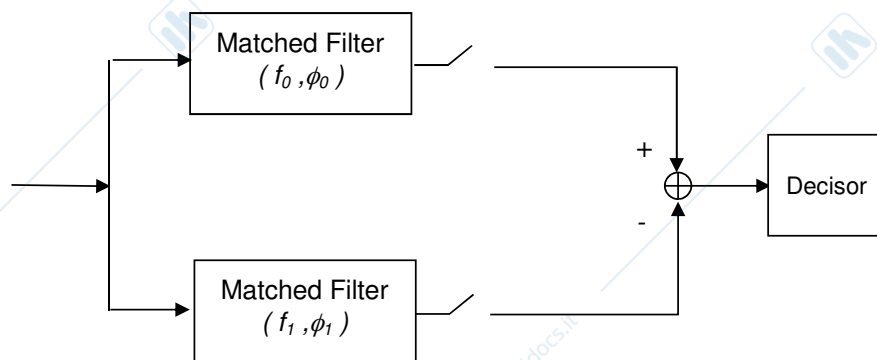 Matched Filter
( f0 ,ϕ0 )
+
Decisor
-
Matched Filter
( f1 ,ϕ1 )